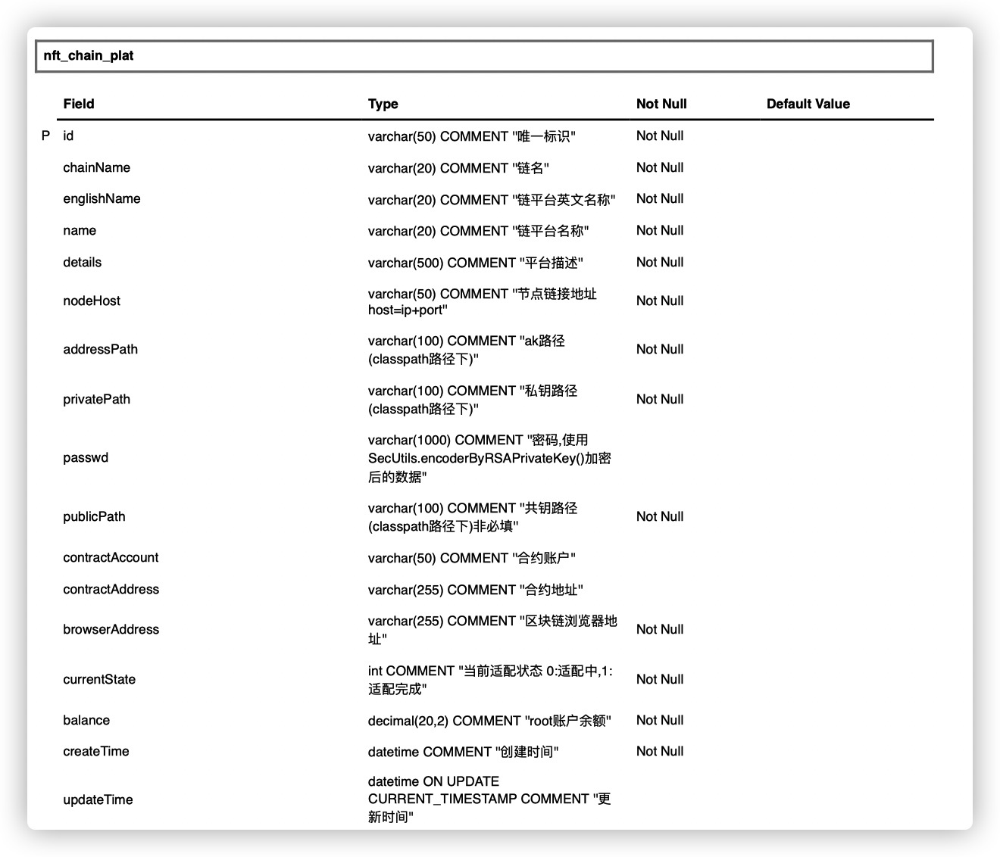 nft_chain_plat
Field Type Not Null Default Value
P id varchar(50) COMMENT "唯一标识" Not Null
chainName varchar(20) COMMENT "链名" Not Null
englishName varchar(20) COMMENT "链平台英文名称" Not Null
name varchar(20) COMMENT "链平台名称" Not Null
details varchar(500) COMMENT "平台描述" Not Null
nodeHost varchar(50) COMMENT "节点链接地址
host=ip+port" Not Null
addressPath varchar(100) COMMENT "ak路径
(classpath路径下)" Not Null
privatePath varchar(100) COMMENT "私钥路径
(classpath路径下)" Not Null
passwd varchar(1000) COMMENT "密码,使用
SecUtils.encoderByRSAPrivateKey()加密
后的数据"
publicPath varchar(100) COMMENT "共钥路径
(classpath路径下)非必填" Not Null
contractAccount varchar(50) COMMENT "合约账户"
contractAddress varchar(255) COMMENT "合约地址"
browserAddress varchar(255) COMMENT "区块链浏览器地
址" Not Null
currentState int COMMENT "当前适配状态 0:适配中,1:
适配完成" Not Null
balance decimal(20,2) COMMENT "root账户余额" Not Null
createTime datetime COMMENT "创建时间" Not Null
updateTime datetime ON UPDATE
CURRENT_TIMESTAMP COMMENT "更
新时间"